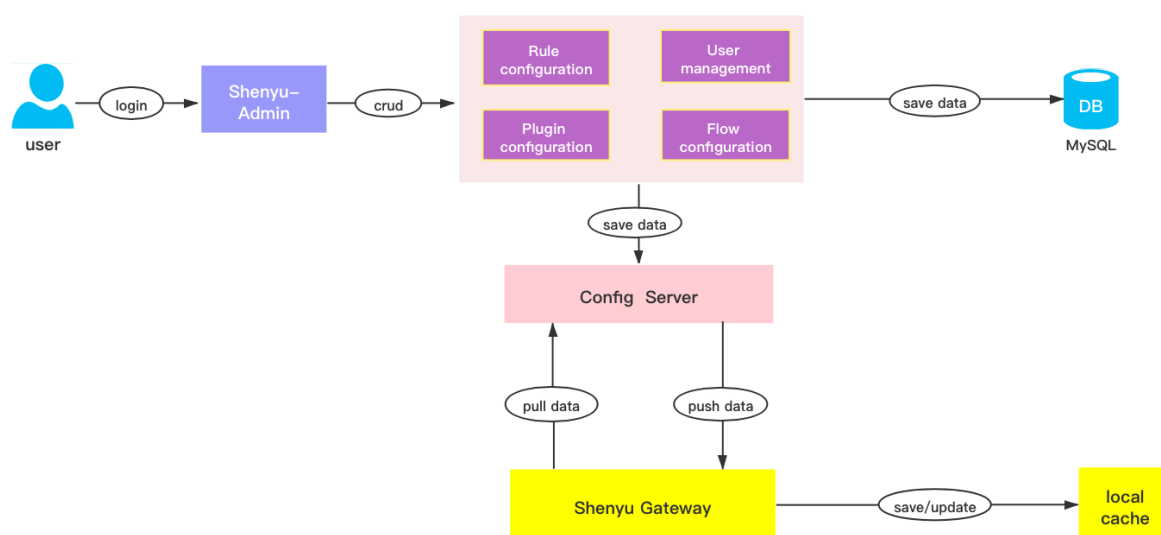 user
login
Shenyu-
Admin
crud
Rule
configuration
User
management
Plugin
configuration
Flow
configuration
save data
DB
MySQL
save data
Config Server
pull data
push data
Shenyu Gateway
save/update
local
cache